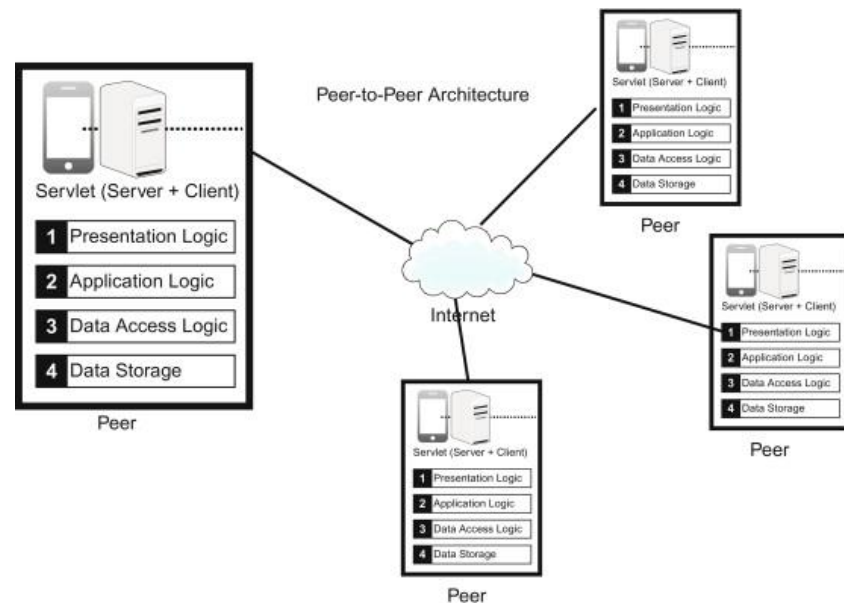 Peer-to-Peer Architecture
Servlet (Server + Client)
1 Presentation Logic
2 Application Logic
3 Data Access Logic
4 Data Storage
Peer
Servlet (Server + Client)
1 Presentation Logic
2 Application Logic
3 Data Access Logic
4 Data Storage
Peer
Internet
Servlet (Server + Client)
1 Presentation Logic
2 Application Logic
3 Data Access Logic
4 Data Storage
Peer
Servlet (Server + Client)
1 Presentation Logic
2 Application Logic
3 Data Access Logic
4 Data Storage
Peer